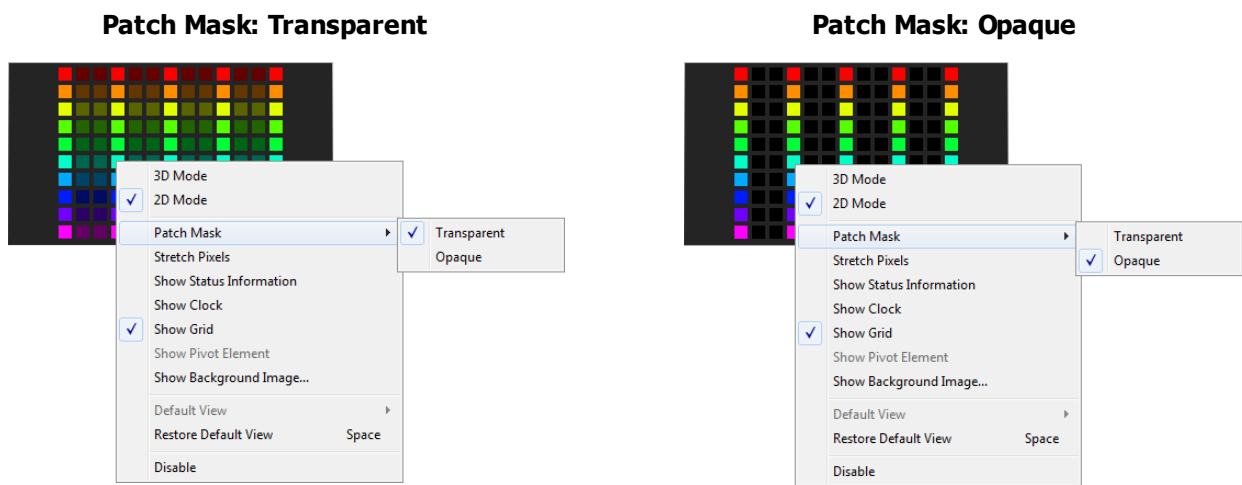 Patch Mask: Transparent
3D Mode
2D Mode
Patch Mask
Transparent
Opaque
Stretch Pixels
Show Status Information
Show Clock
Show Grid
Show Pivot Element
Show Background Image...
Default View
Restore Default View Space
Disable
Patch Mask: Opaque
3D Mode
2D Mode
Patch Mask
Transparent
Opaque
Stretch Pixels
Show Status Information
Show Clock
Show Grid
Show Pivot Element
Show Background Image...
Default View
Restore Default View Space
Disable